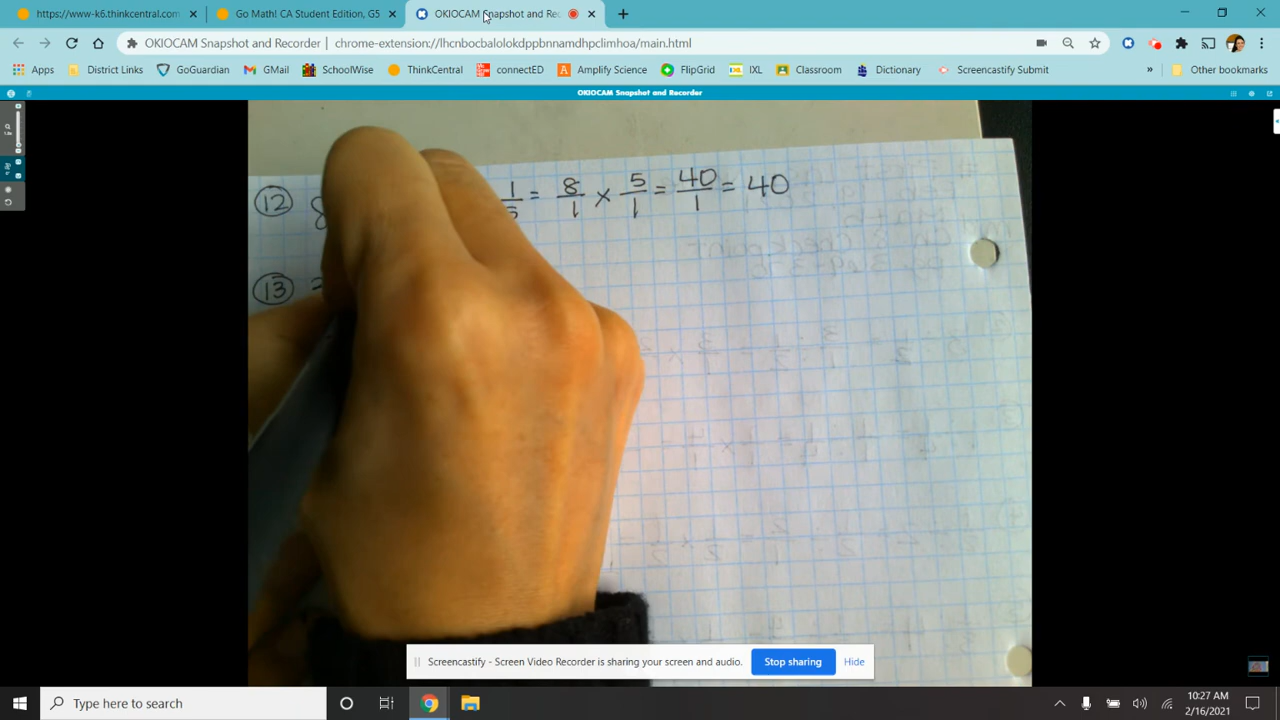 https://www-k6.thinkcentral.com
Go Math! CA Student Edition, G5
OKIOCAM Snapshot and Rec
OKIOCAM Snapshot and Recorder | chrome-extension://lhcnbocbalolokdppbnnamdhpclimhoa/main.html
Apps District Links GoGuardian GMail SchoolWise ThinkCentral connectED Amplify Science FlipGrid IXL Classroom Dictionary Screencastify Submit » Other bookmarks
OKIOCAM Snapshot and Recorder
12 8 1/5 = 8/1 × 5/1 = 40/1 = 40
13
Screencastify - Screen Video Recorder is sharing your screen and audio. Stop sharing Hide
Type here to search
10:27 AM
2/16/2021